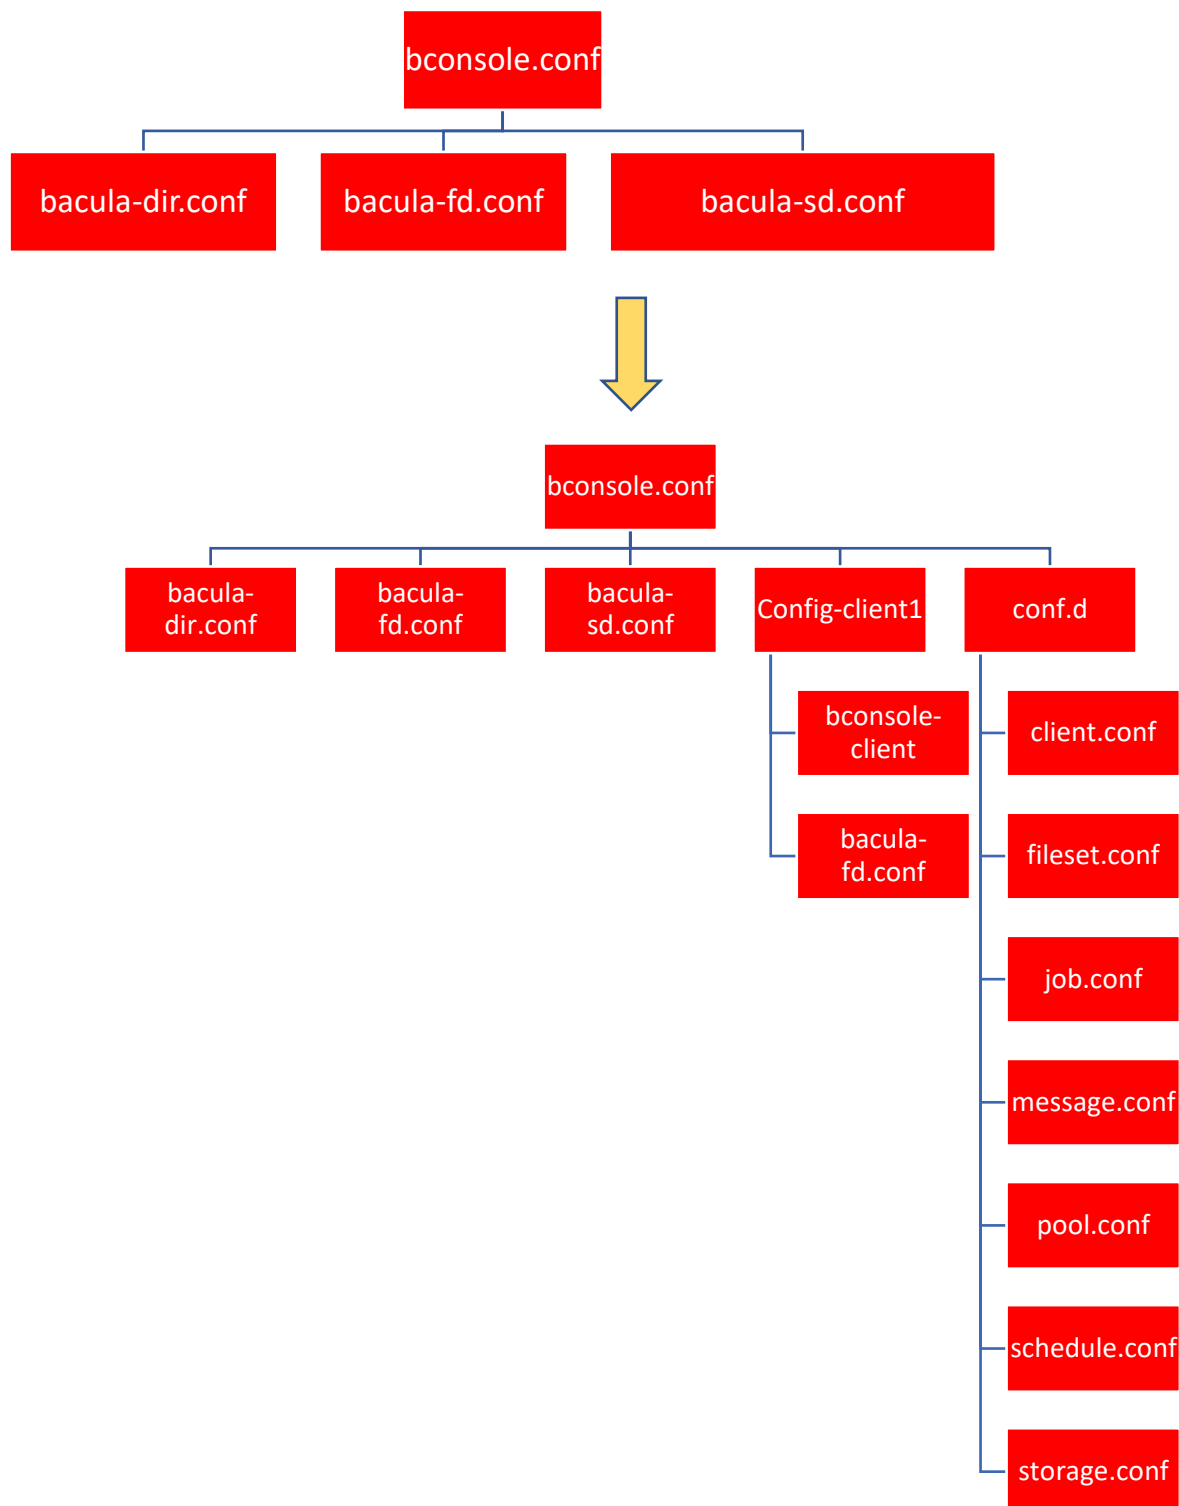 bconsole.conf
bacula-dir.conf
bacula-fd.conf
bacula-sd.conf
bconsole.conf
bacula-
dir.conf
bacula-
fd.conf
bacula-
sd.conf
Config-client1
conf.d
bconsole-
client
bacula-
fd.conf
client.conf
fileset.conf
job.conf
message.conf
pool.conf
schedule.conf
storage.conf